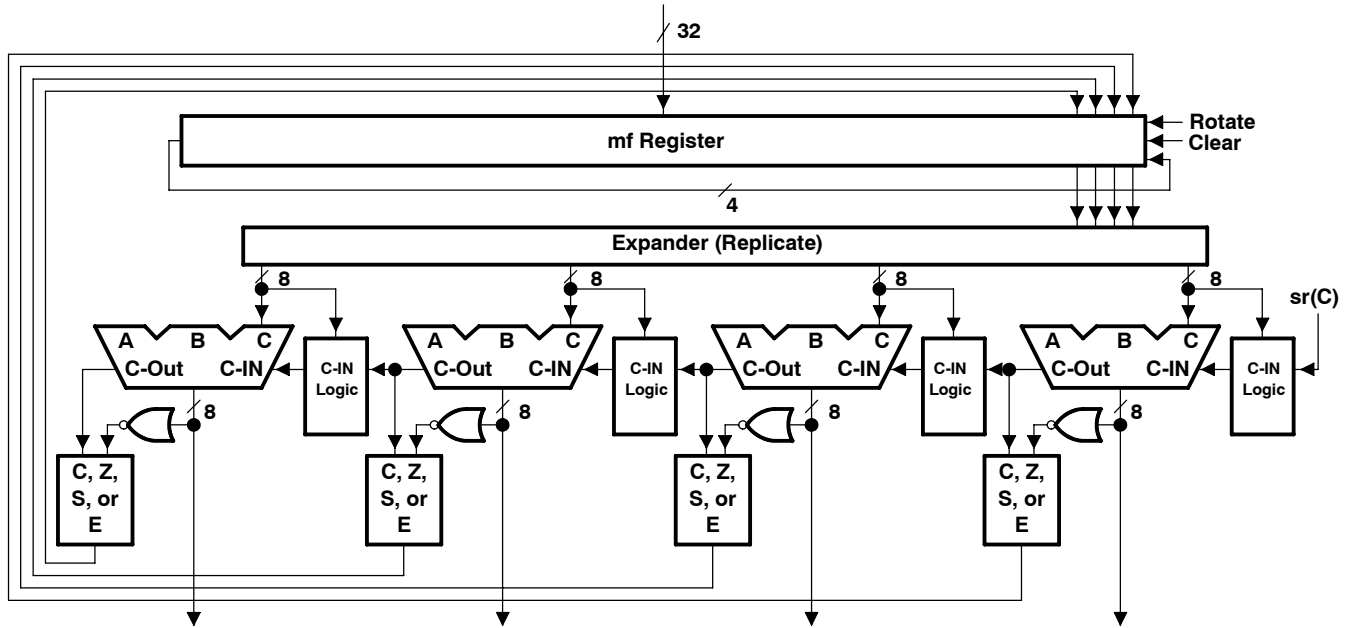 32
mf Register
Rotate
Clear
4
Expander (Replicate)
8
8
8
8
sr(C)
A B C
C-Out C-IN
C-IN
Logic
A B C
C-Out C-IN
C-IN
Logic
A B C
C-Out C-IN
C-IN
Logic
A B C
C-Out C-IN
C-IN
Logic
8
8
8
8
C, Z,
S, or
E
C, Z,
S, or
E
C, Z,
S, or
E
C, Z,
S, or
E